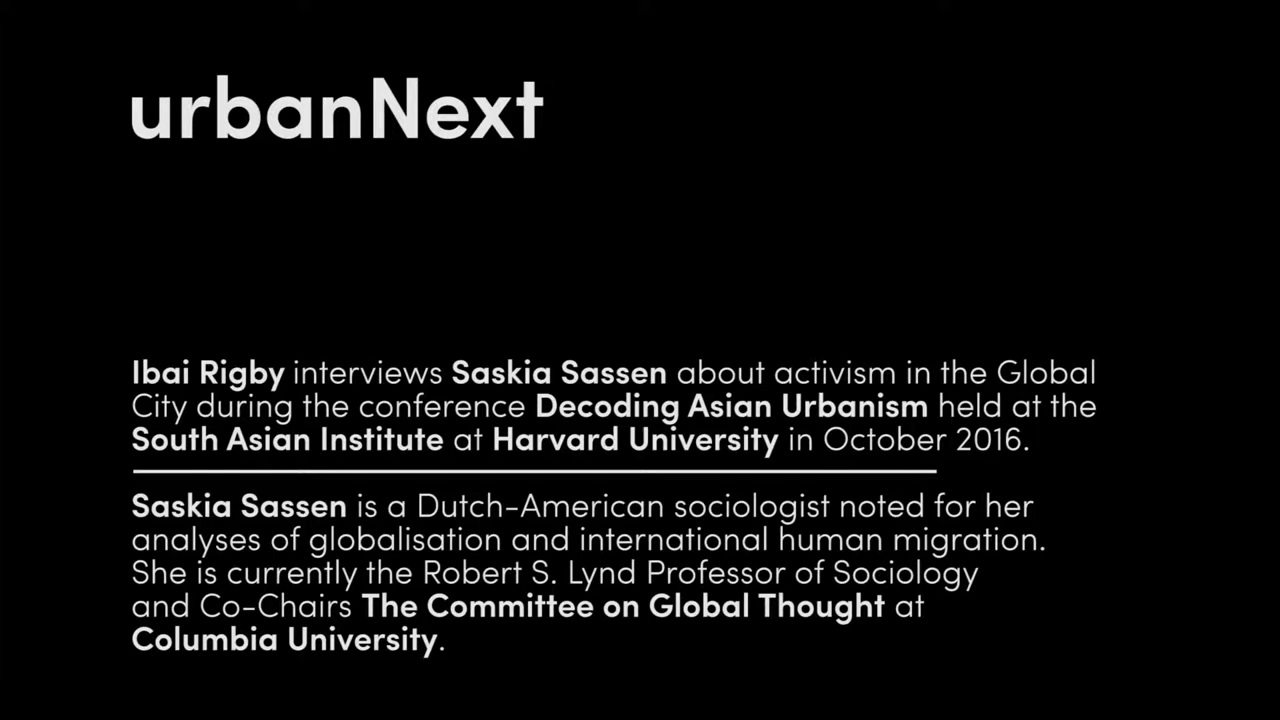 urbanNext
Ibai Rigby interviews Saskia Sassen about activism in the Global
City during the conference Decoding Asian Urbanism held at the
South Asian Institute at Harvard University in October 2016.
Saskia Sassen is a Dutch-American sociologist noted for her
analyses of globalisation and international human migration.
She is currently the Robert S. Lynd Professor of Sociology
and Co-Chairs The Committee on Global Thought at
Columbia University.